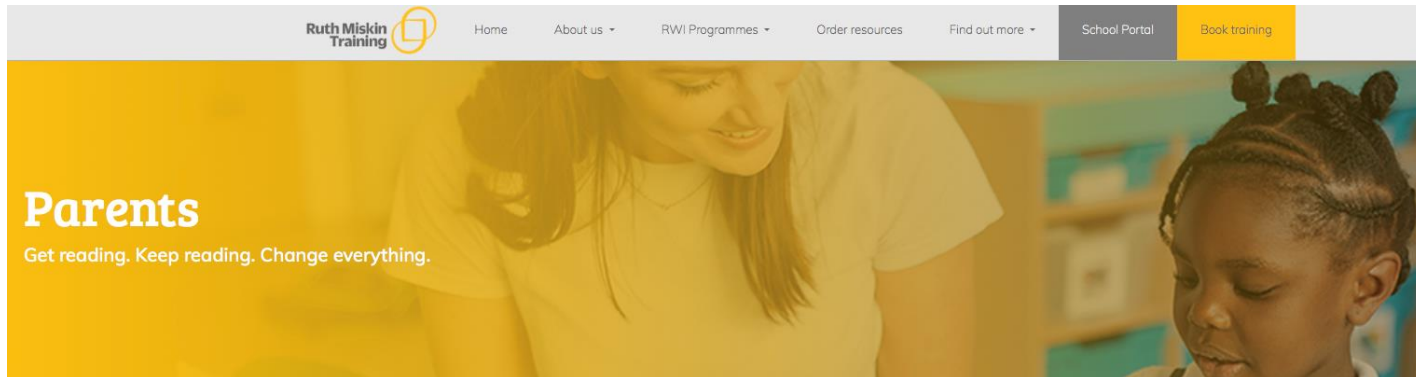 Ruth Miskin
Training
Home About us RWI Programmes Order resources Find out more School Portal Book training
Parents
Get reading. Keep reading. Change everything.